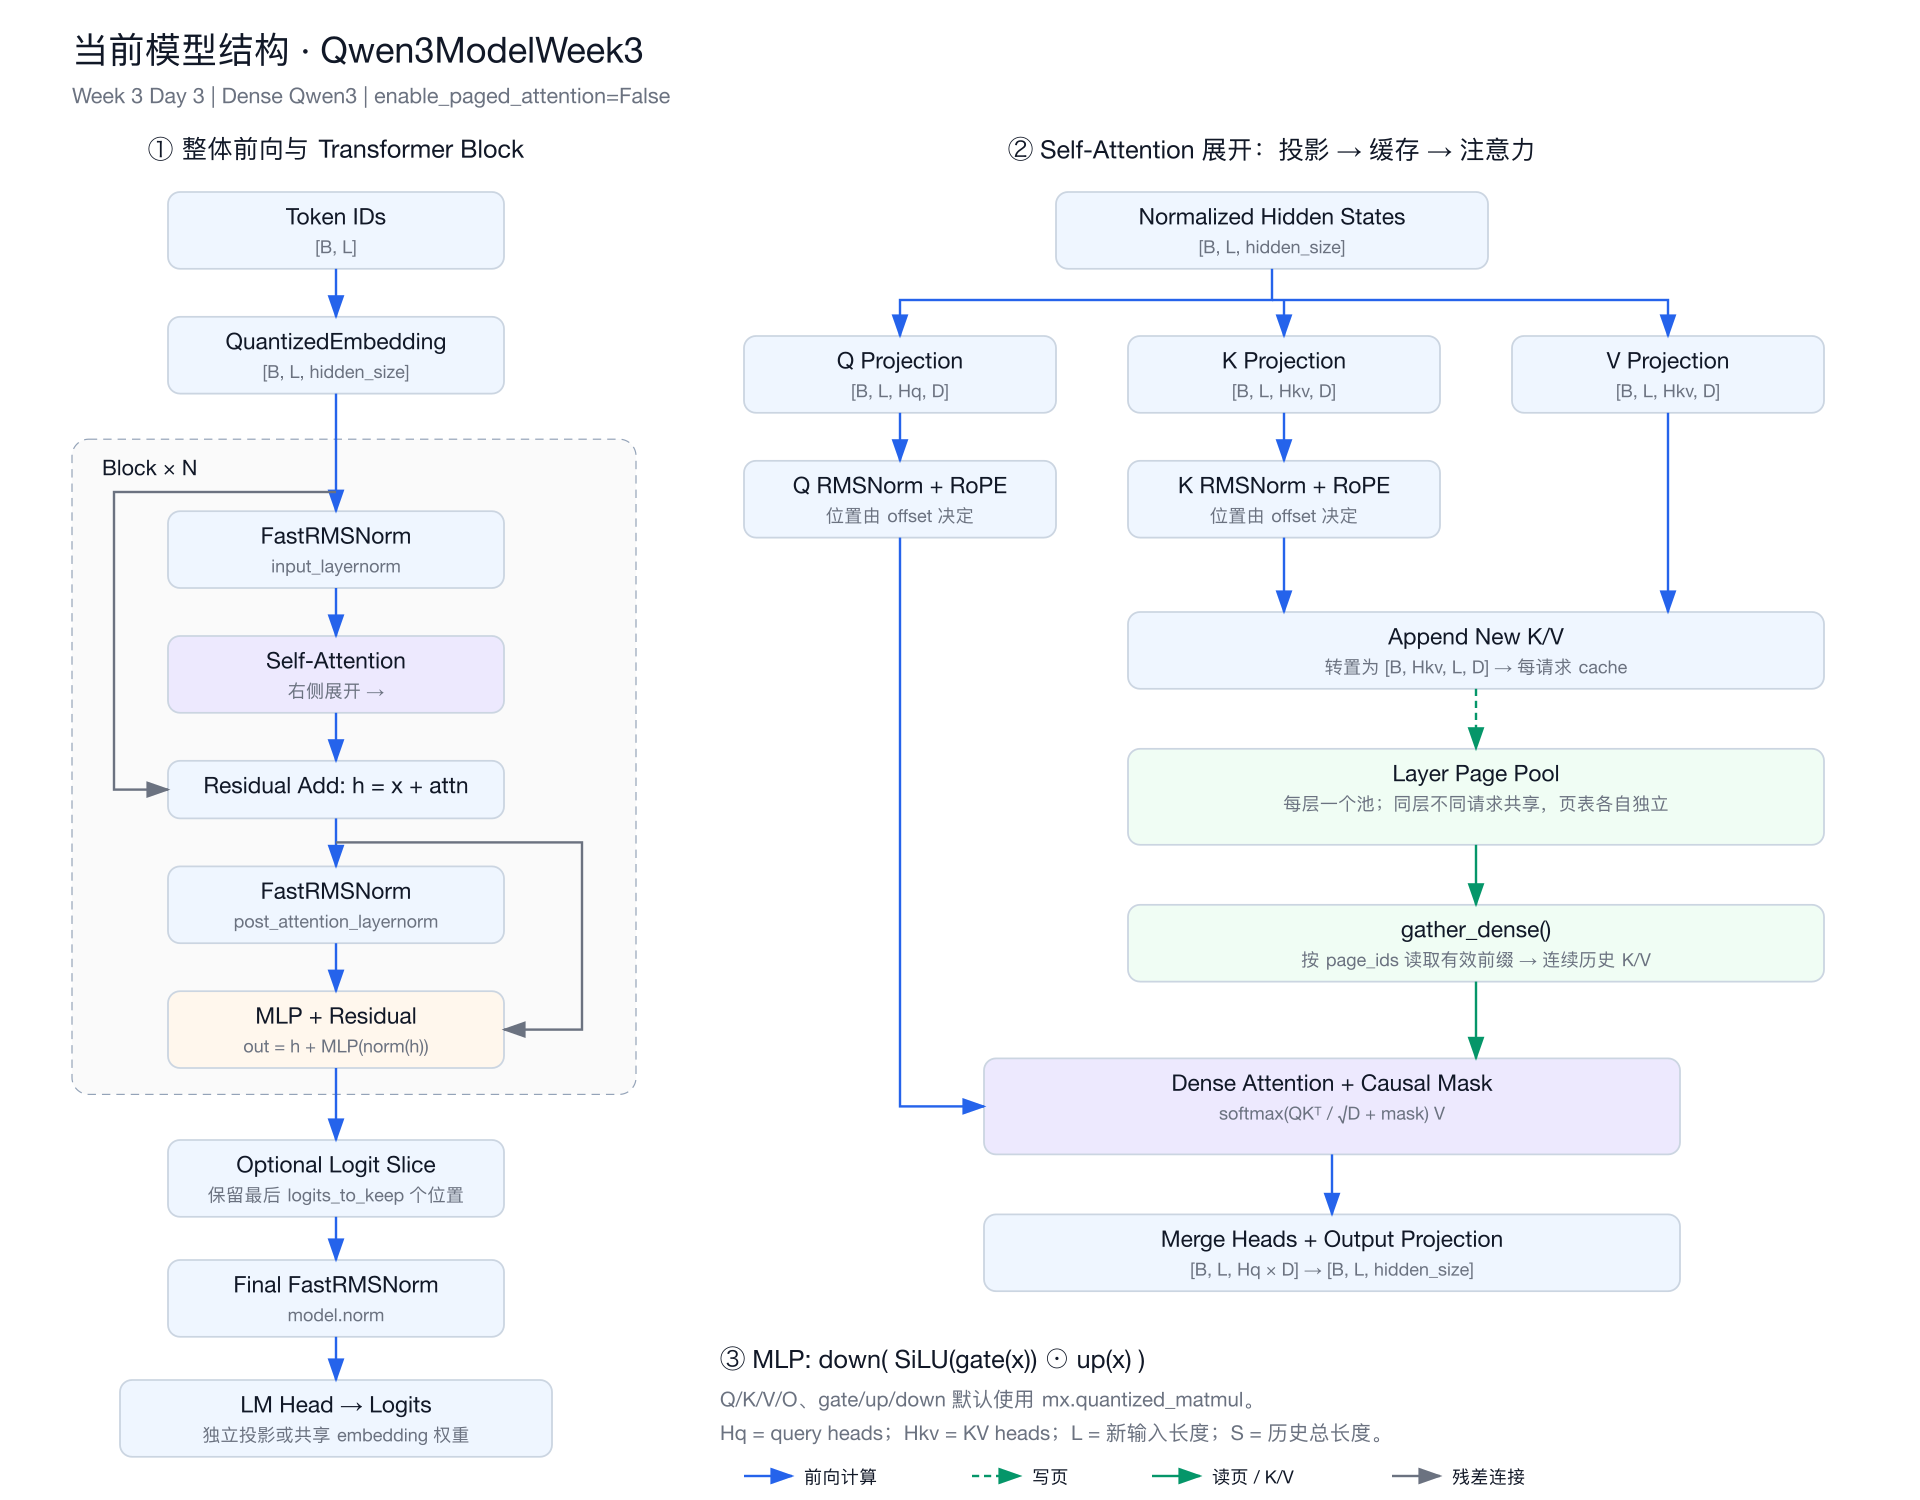 当前模型结构 · Qwen3ModelWeek3
Week 3 Day 3 | Dense Qwen3 | enable_paged_attention=False
① 整体前向与 Transformer Block
Token IDs
[B, L]
QuantizedEmbedding
[B, L, hidden_size]
Block × N
FastRMSNorm
input_layernorm
Self-Attention
右侧展开 →
Residual Add: h = x + attn
FastRMSNorm
post_attention_layernorm
MLP + Residual
out = h + MLP(norm(h))
Optional Logit Slice
保留最后 logits_to_keep 个位置
Final FastRMSNorm
model.norm
LM Head → Logits
独立投影或共享 embedding 权重
② Self-Attention 展开：投影 → 缓存 → 注意力
Normalized Hidden States
[B, L, hidden_size]
Q Projection
[B, L, Hq, D]
K Projection
[B, L, Hkv, D]
V Projection
[B, L, Hkv, D]
Q RMSNorm + RoPE
位置由 offset 决定
K RMSNorm + RoPE
位置由 offset 决定
Append New K/V
转置为 [B, Hkv, L, D] → 每请求 cache
Layer Page Pool
每层一个池；同层不同请求共享，页表各自独立
gather_dense()
按 page_ids 读取有效前缀 → 连续历史 K/V
Dense Attention + Causal Mask
softmax(QKᵀ / √D + mask) V
Merge Heads + Output Projection
[B, L, Hq × D] → [B, L, hidden_size]
③ MLP: down( SiLU(gate(x)) ⊙ up(x) )
Q/K/V/O、gate/up/down 默认使用 mx.quantized_matmul。
Hq = query heads；Hkv = KV heads；L = 新输入长度；S = 历史总长度。
前向计算
写页
读页 / K/V
残差连接